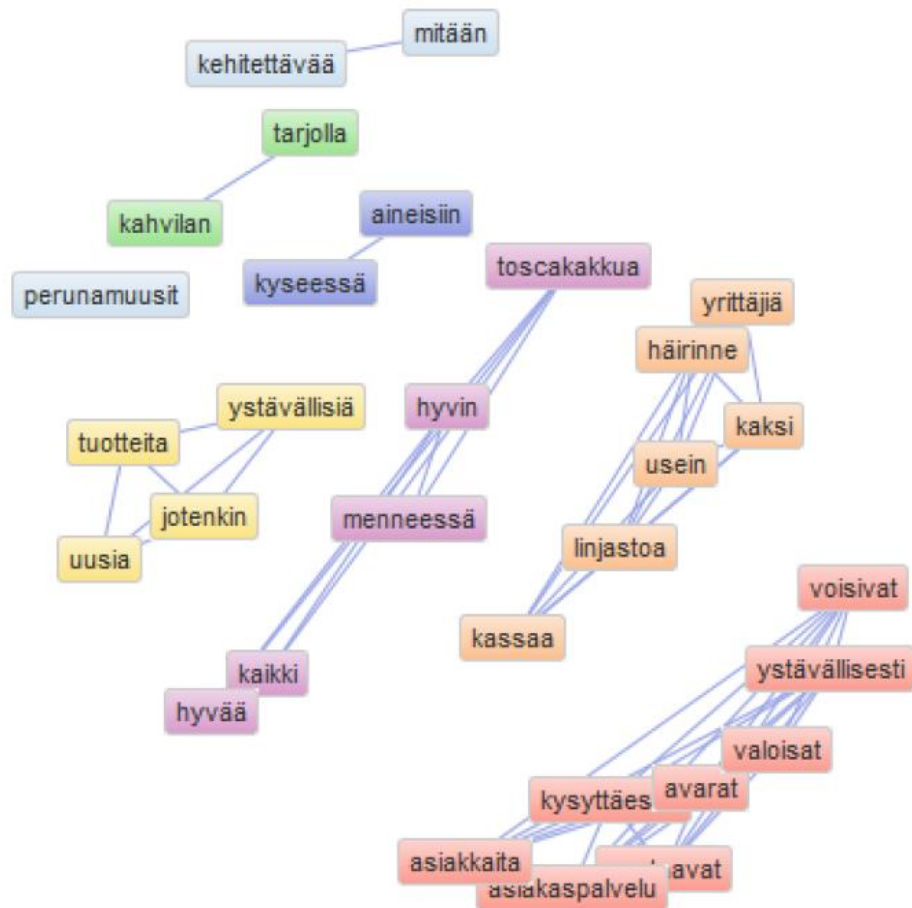 mitään
kehitettävää
tarjolla
kahvilan
aineisiin
kyseessä
toscakakkua
perunamuusit
yrittäjiä
häirinne
ystävällisiä
hyvin
kaksi
tuotteita
usein
jotenkin
menneessä
linjastoa
uusia
voisivat
kassaa
kaikki
ystävällisesti
hyvää
valoisat
avarat
asiakkaita
asiakaspalvelu